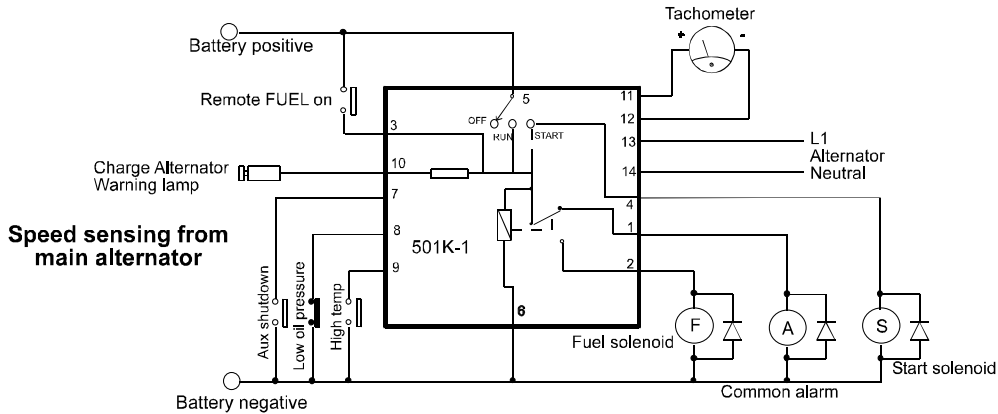 Tachometer
+ -
Battery positive
Remote FUEL on
5
11
OFF
12
3
RUN
START
13
L1
Alternator
10
14
Neutral
Charge Alternator
Warning lamp
7
4
Speed sensing from
main alternator
8
1
501K-1
9
2
6
Aux shutdown
Low oil pressure
High temp
F
A
S
Fuel solenoid
Start solenoid
Common alarm
Battery negative